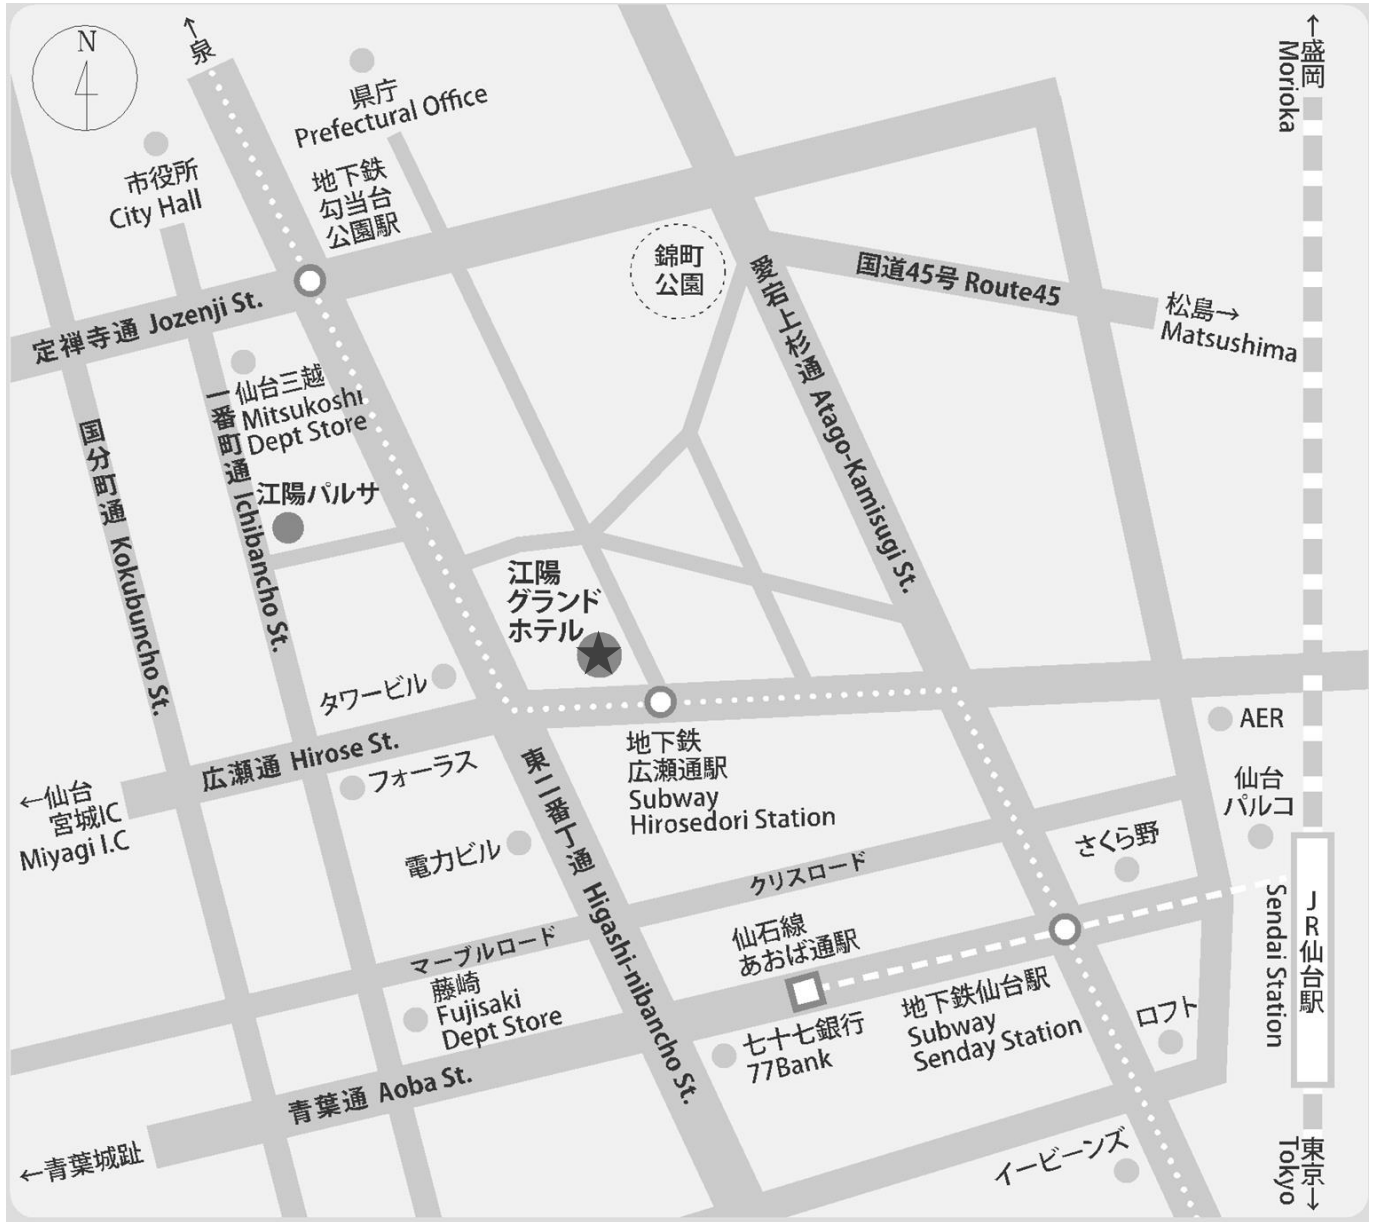 N
↑
泉
県庁
Prefectural Office
市役所
City Hall
地下鉄
勾当台
公園駅
錦町
公園
国道45号 Route45
松島→
Matsushima
↑盛岡
Morioka
定禅寺通 Jozenji St.
仙台三越
Mitsukoshi
Dept Store
一番町通 Ichibancho St.
国分町通 Kokubuncho St.
愛宕上杉通 Atago-Kamisugi St.
江陽パルサ
江陽
グランド
ホテル
タワービル
広瀬通 Hirose St.
フォーラス
←仙台
宮城IC
Miyagi I.C
地下鉄
広瀬通駅
Subway
Hirosedori Station
東二番丁通 Higashi-nibancho St.
電力ビル
AER
仙台
パルコ
さくら野
クリスロード
マーブルロード
藤崎
Fujisaki
Dept Store
仙石線
あおば通駅
七十七銀行
77Bank
地下鉄仙台駅
Subway
Senday Station
ロフト
JR仙台駅
Sendai Station
青葉通 Aoba St.
←青葉城趾
イービーンズ
東京→
Tokyo